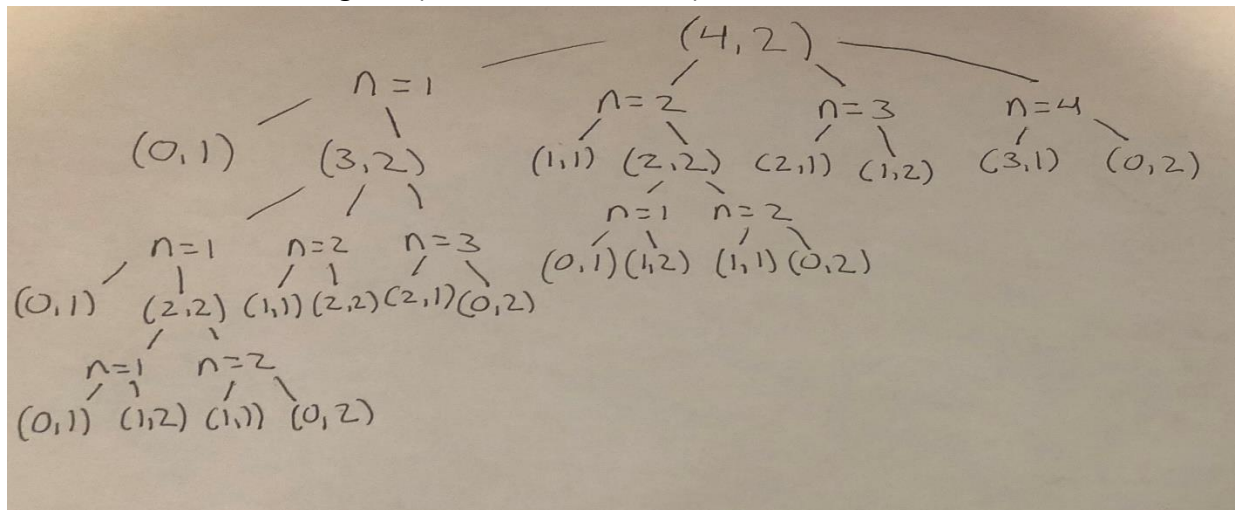 (4,2)
n=1 n=2 n=3 n=4
(0,1) (3,2) (1,1) (2,2) (2,1) (1,2) (3,1) (0,2)
n=1 n=2 n=3 n=1 n=2
(0,1) (2,2) (1,1) (2,2) (2,1) (0,2) (0,1) (1,2) (1,1) (0,2)
n=1 n=2
(0,1) (1,2) (1,1) (0,2)